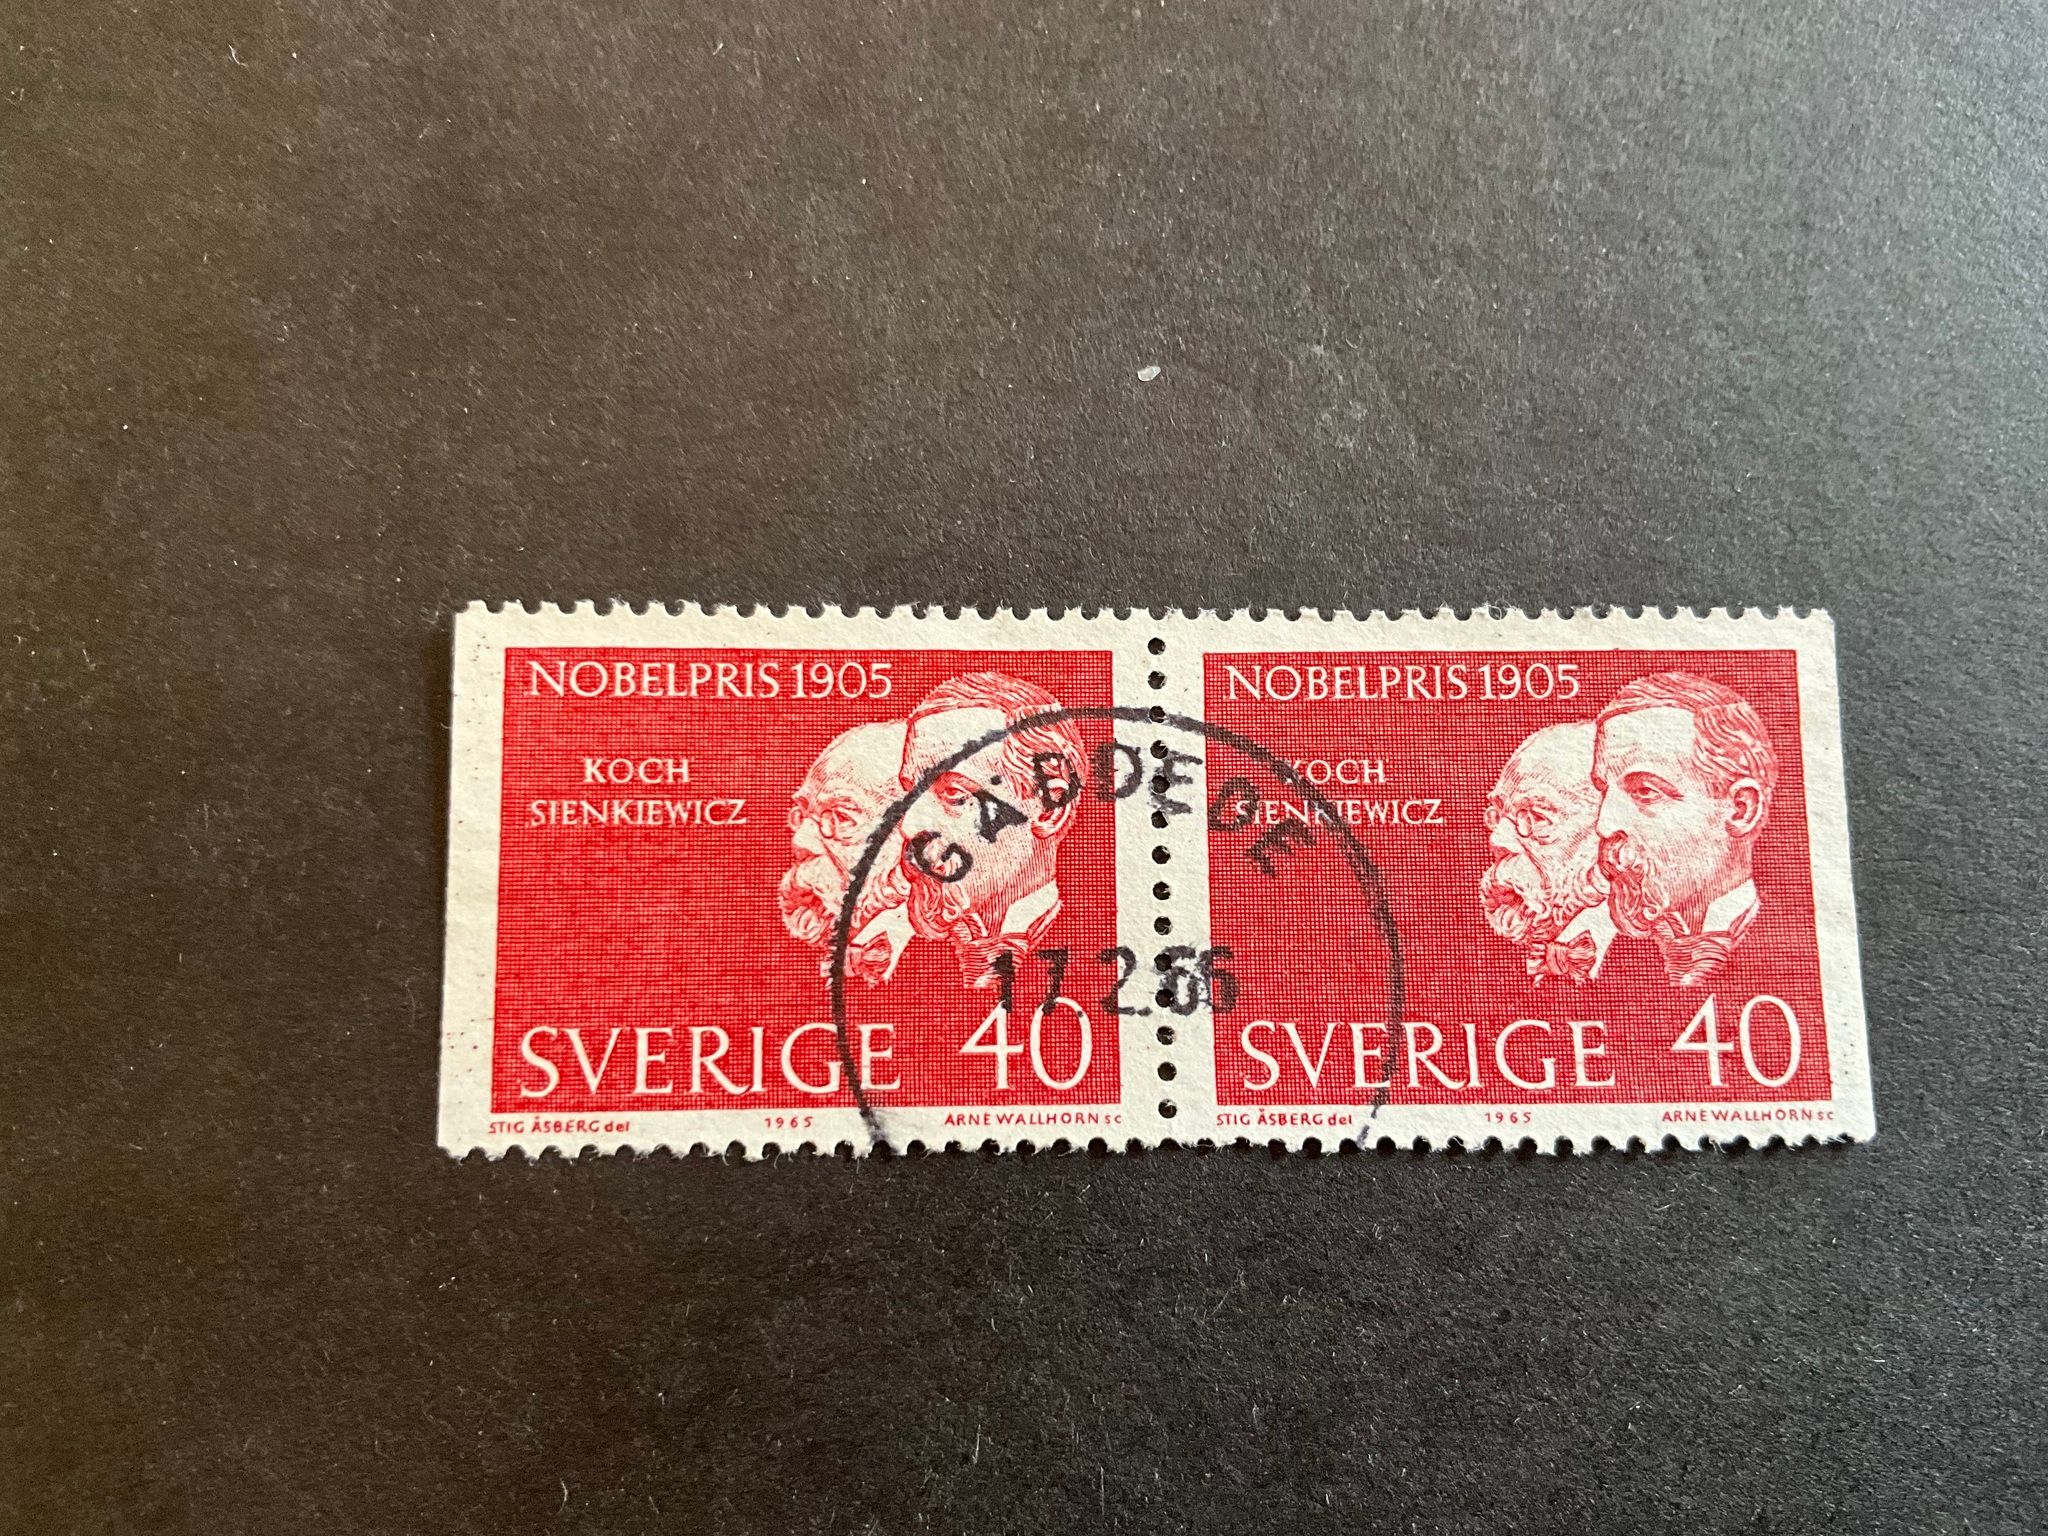 NOBELPRIS 1905
KOCH
SIENKIEWICZ
SVERIGE 40
STIG ÅSBERG del 1965 ARNE WALLHORN sc
NOBELPRIS 1905
KOCH
SIENKIEWICZ
SVERIGE 40
STIG ÅSBERG del 1965 ARNE WALLHORN sc
GÄDDEDE
17.2.66